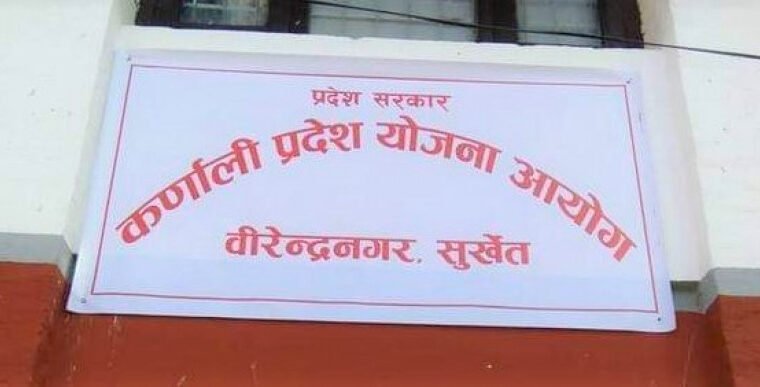 प्रदेश सरकार
कर्णाली प्रदेश योजना आयोग
वीरेन्द्रनगर, सुर्खेत